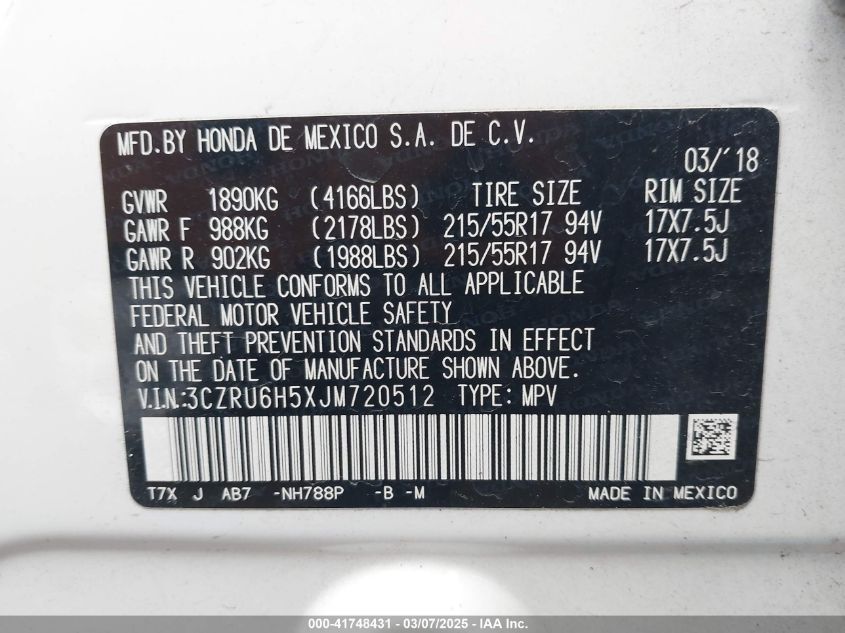 MFD.BY HONDA DE MEXICO S.A. DE C.V.
03/'18
GVWR 1890KG (4166LBS) TIRE SIZE RIM SIZE
GAWR F 988KG (2178LBS) 215/55R17 94V 17X7.5J
GAWR R 902KG (1988LBS) 215/55R17 94V 17X7.5J
THIS VEHICLE CONFORMS TO ALL APPLICABLE
FEDERAL MOTOR VEHICLE SAFETY
AND THEFT PREVENTION STANDARDS IN EFFECT
ON THE DATE OF MANUFACTURE SHOWN ABOVE.
V.I.N.:3CZRU6H5XJM720512 TYPE: MPV
T7X J AB7 -NH788P -B -M MADE IN MEXICO
000-41748431 - 03/07/2025 - IAA Inc.